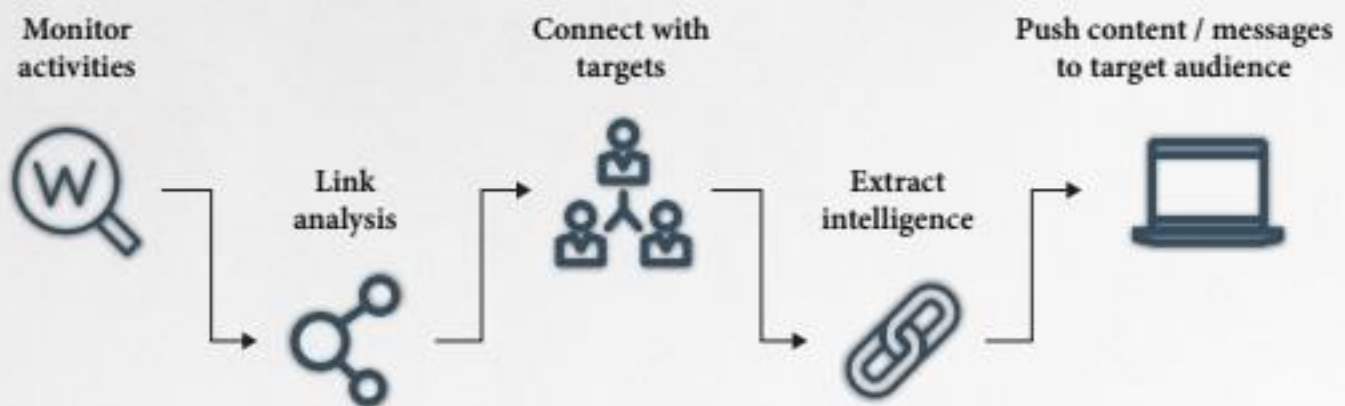 Monitor
activities
W
Link
analysis
Connect with
targets
Extract
intelligence
Push content / messages
to target audience